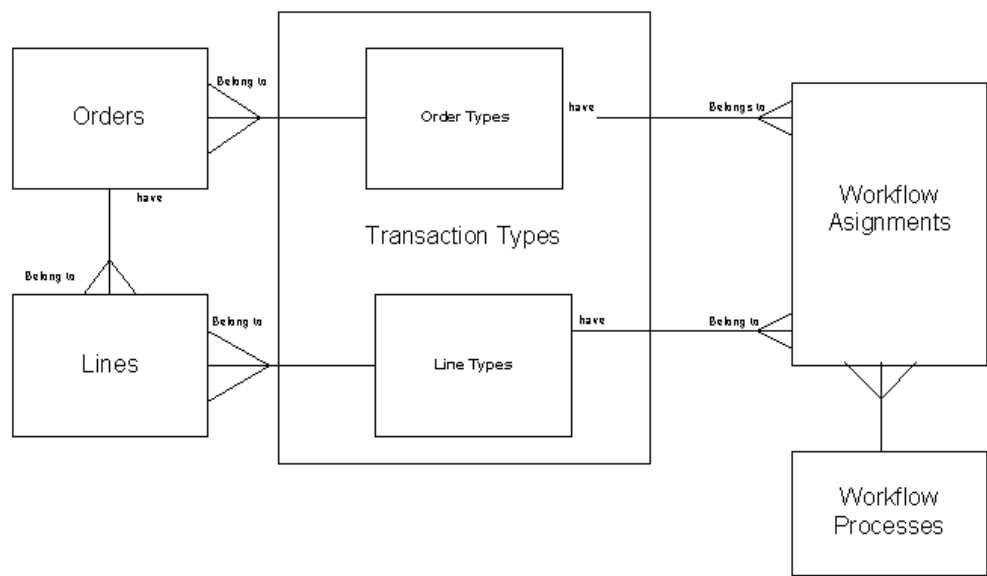 Belong to
Orders
have
Order Types
have
Belongs to
Workflow
Asignments
Transaction Types
Belong to
Lines
Belong to
Line Types
have
Belong to
Workflow
Processes